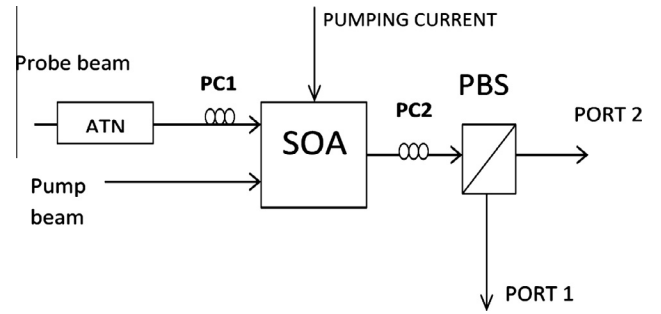 PUMPING CURRENT
Probe beam
PC1
PBS
ATN
SOA
PC2
PORT 2
Pump
beam
PORT 1